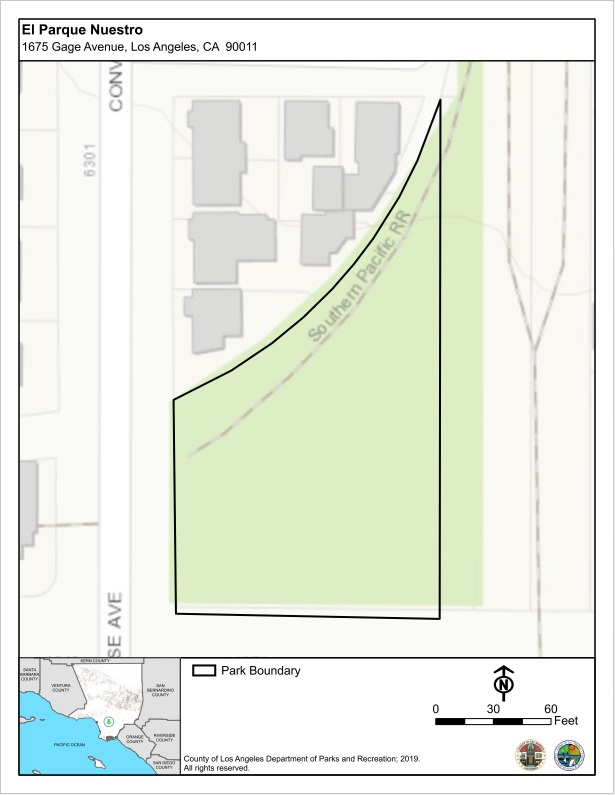 El Parque Nuestro
1675 Gage Avenue, Los Angeles, CA  90011
CONV
6301
Southern Pacific RR
SE AVE
KERN COUNTY
SANTA
BARBARA
COUNTY
VENTURA
COUNTY
SAN
BERNARDINO
COUNTY
ORANGE
COUNTY
RIVERSIDE
COUNTY
PACIFIC OCEAN
SAN DIEGO
COUNTY
Park Boundary
N
0 30 60
Feet
County of Los Angeles Department of Parks and Recreation; 2019.
All rights reserved.